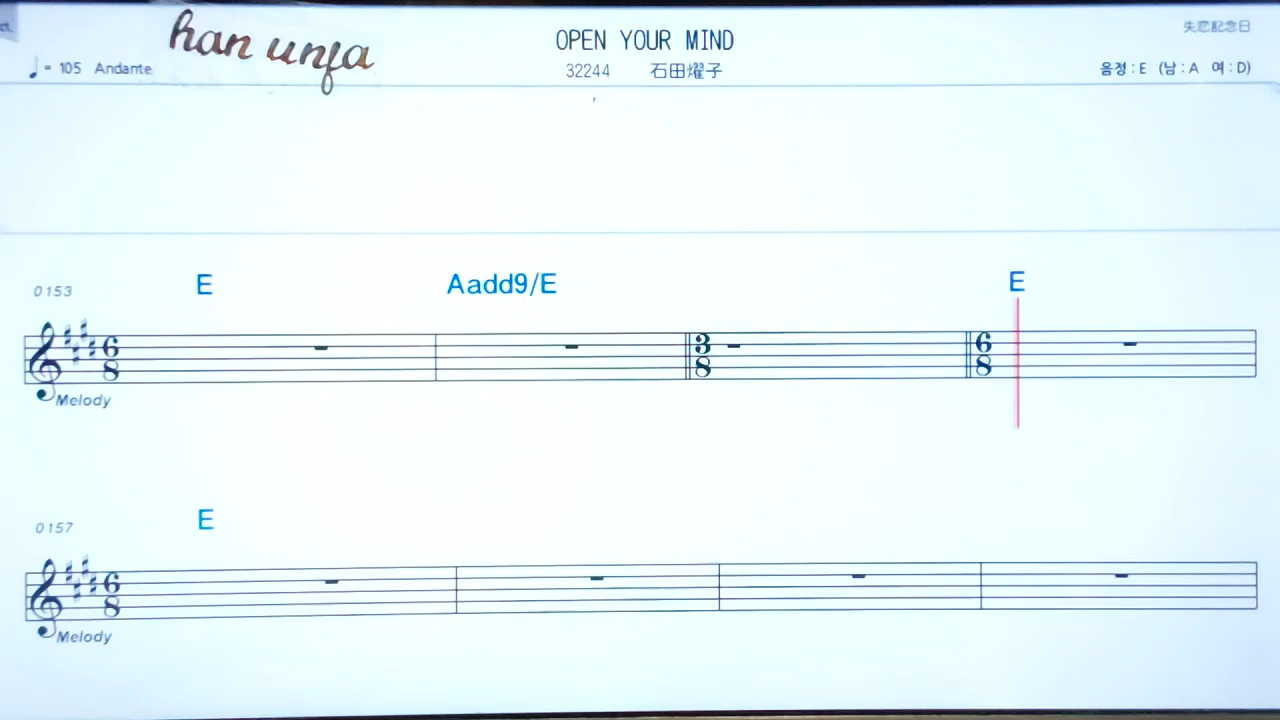 han unja
OPEN YOUR MIND
失恋記念日
♩= 105 Andante
32244 石田燿子
음정 : E (남 : A 여 : D)
E Aadd9/E E
0153
6 8 3 8 6 8
Melody
E
0157
6 8
Melody